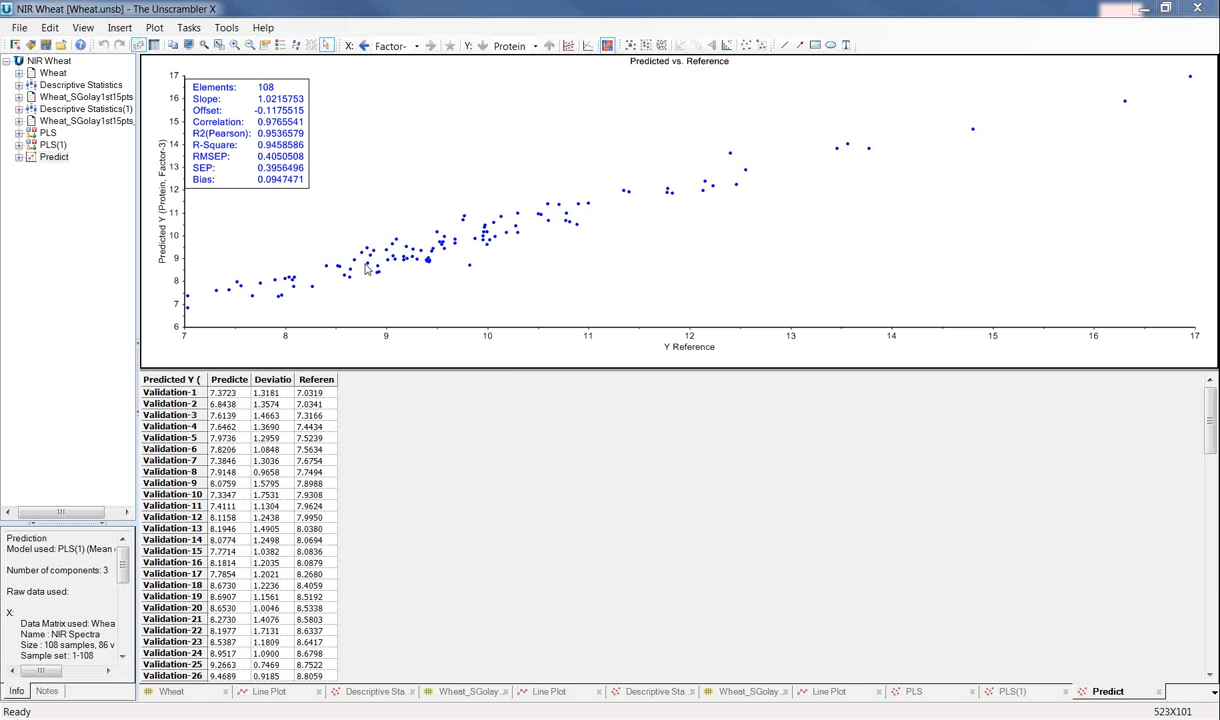 NIR Wheat [Wheat.unsb] - The Unscrambler X
File Edit View Insert Plot Tasks Tools Help
X: Factor- Y: Protein
NIR Wheat
Wheat
Descriptive Statistics
Wheat_SGolay1st15pts
Descriptive Statistics(1)
Wheat_SGolay1st15pts_
PLS
PLS(1)
Predict
Predicted vs. Reference
Predicted Y (Protein, Factor-3)
17
16
15
14
13
12
11
10
9
8
7
6
Elements: 108
Slope: 1.0215753
Offset: -0.1175515
Correlation: 0.9765541
R2(Pearson): 0.9536579
R-Square: 0.9458586
RMSEP: 0.4050508
SEP: 0.3956496
Bias: 0.0947471
7 8 9 10 11 12 13 14 15 16 17
Y Reference
Predicted Y ( Predicte Deviatio Referen
Validation-1 7.3723 1.3181 7.0319
Validation-2 6.8438 1.3574 7.0341
Validation-3 7.6139 1.4663 7.3166
Validation-4 7.6462 1.3690 7.4434
Validation-5 7.9736 1.2959 7.5239
Validation-6 7.8206 1.0848 7.5634
Validation-7 7.3846 1.3036 7.6754
Validation-8 7.9148 0.9658 7.7494
Validation-9 8.0759 1.5795 7.8988
Validation-10 7.3347 1.7531 7.9308
Validation-11 7.4111 1.1304 7.9624
Validation-12 8.1158 1.2438 7.9950
Validation-13 8.1946 1.4905 8.0380
Validation-14 8.0774 1.2498 8.0694
Validation-15 7.7714 1.0382 8.0836
Validation-16 8.1814 1.2035 8.0879
Validation-17 7.7854 1.2021 8.2680
Validation-18 8.6730 1.2236 8.4059
Validation-19 8.6907 1.1561 8.5192
Validation-20 8.6530 1.0046 8.5338
Validation-21 8.2730 1.4076 8.5803
Validation-22 8.1977 1.7131 8.6337
Validation-23 8.5387 1.1809 8.6417
Validation-24 8.9517 1.0900 8.6798
Validation-25 9.2663 0.7469 8.7522
Validation-26 9.4689 0.9185 8.8059
Prediction
Model used: PLS(1) (Mean c
Number of components: 3
Raw data used:
X:
Data Matrix used: Whea
Name : NIR Spectra
Size : 108 samples, 86 v
Sample set : 1-108
Info Notes
Wheat Line Plot Descriptive Sta... Wheat_SGolay... Line Plot Descriptive Sta... Wheat_SGolay... Line Plot PLS PLS(1) Predict
Ready 523X101